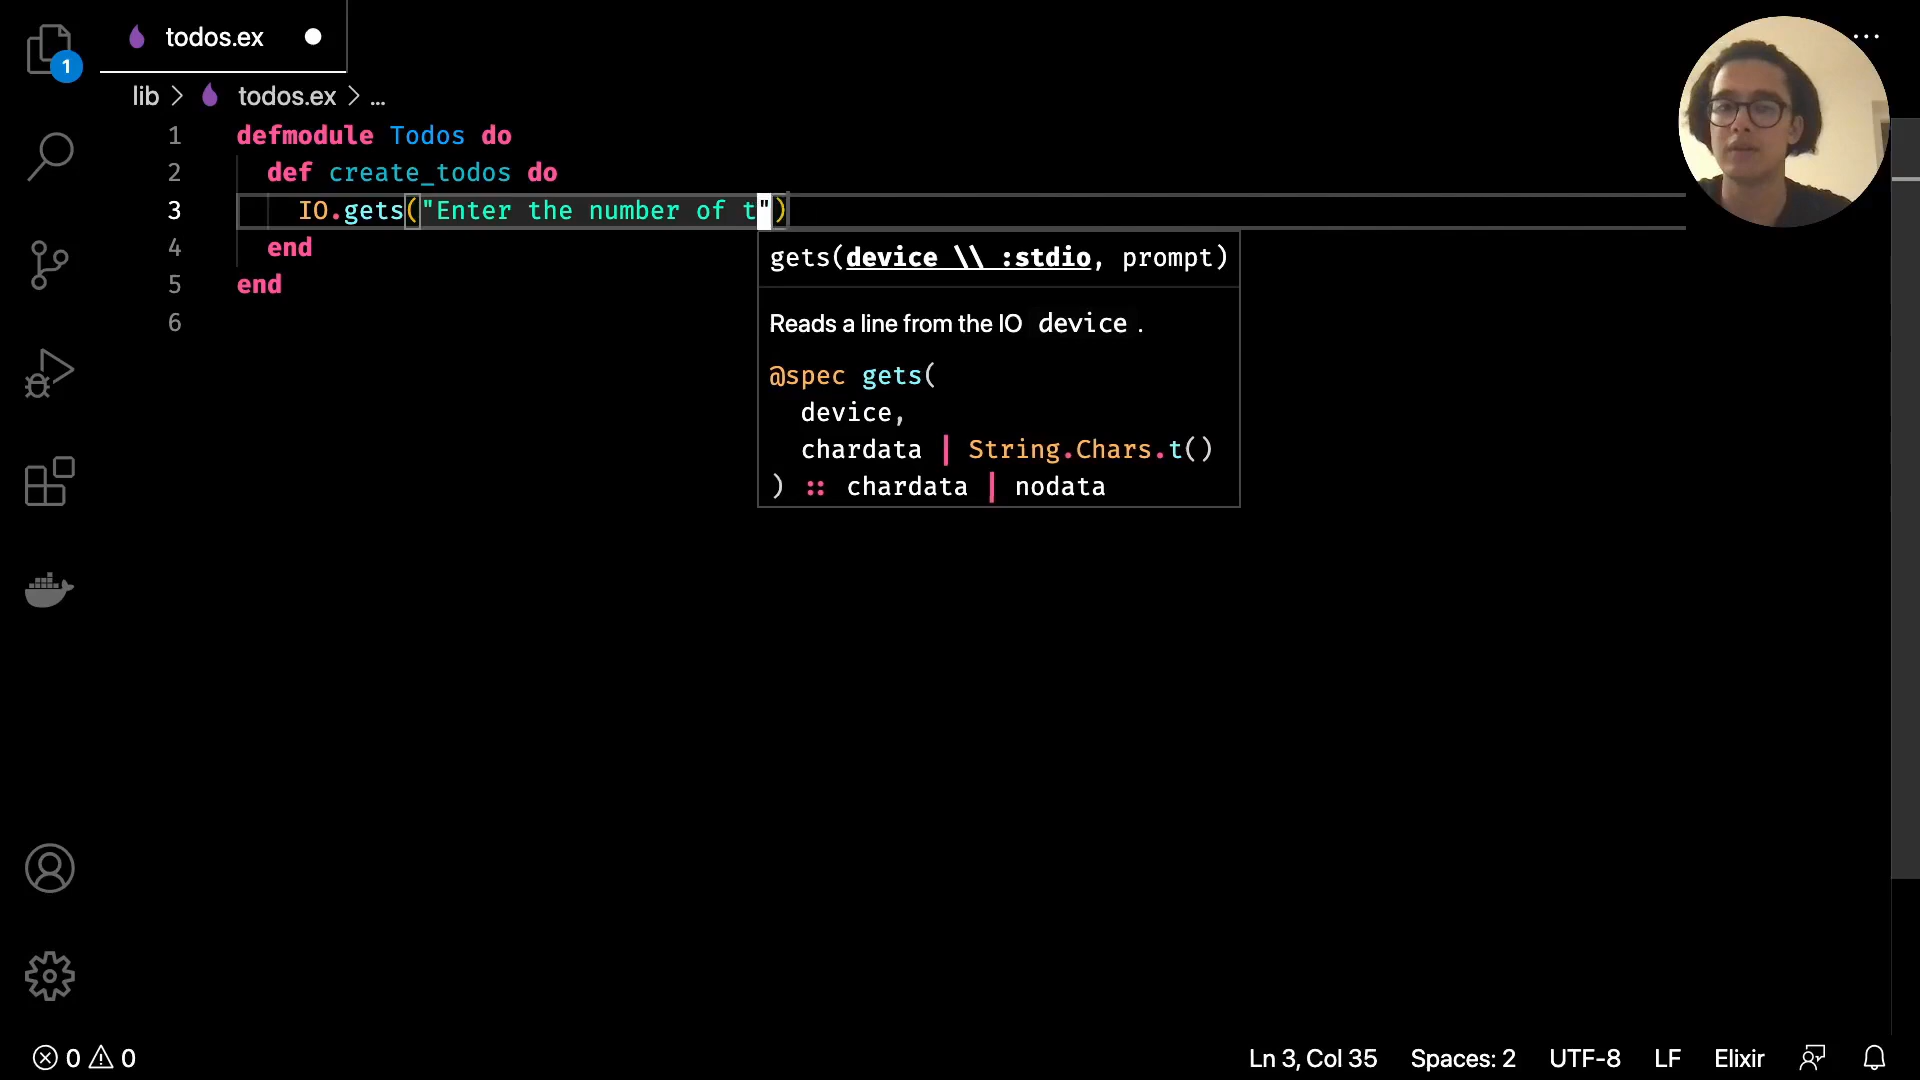 todos.ex
1
lib > todos.ex > ...
1 defmodule Todos do
2 def create_todos do
3 IO.gets("Enter the number of t")
4 end
5 end
6
gets(device \\ :stdio, prompt)
Reads a line from the IO device .
@spec gets(
device,
chardata | String.Chars.t()
) :: chardata | nodata
0 0 Ln 3, Col 35 Spaces: 2 UTF-8 LF Elixir